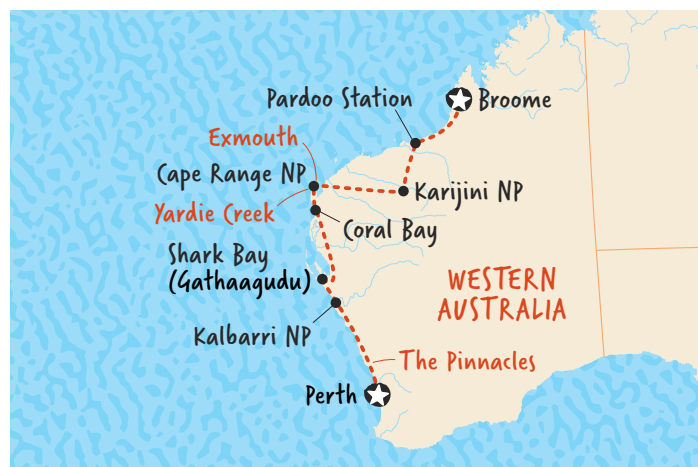 Pardoo Station
Broome
Exmouth
Cape Range NP
Karijini NP
Yardie Creek
Coral Bay
Shark Bay
(Gathaagudu)
WESTERN
AUSTRALIA
Kalbarri NP
The Pinnacles
Perth